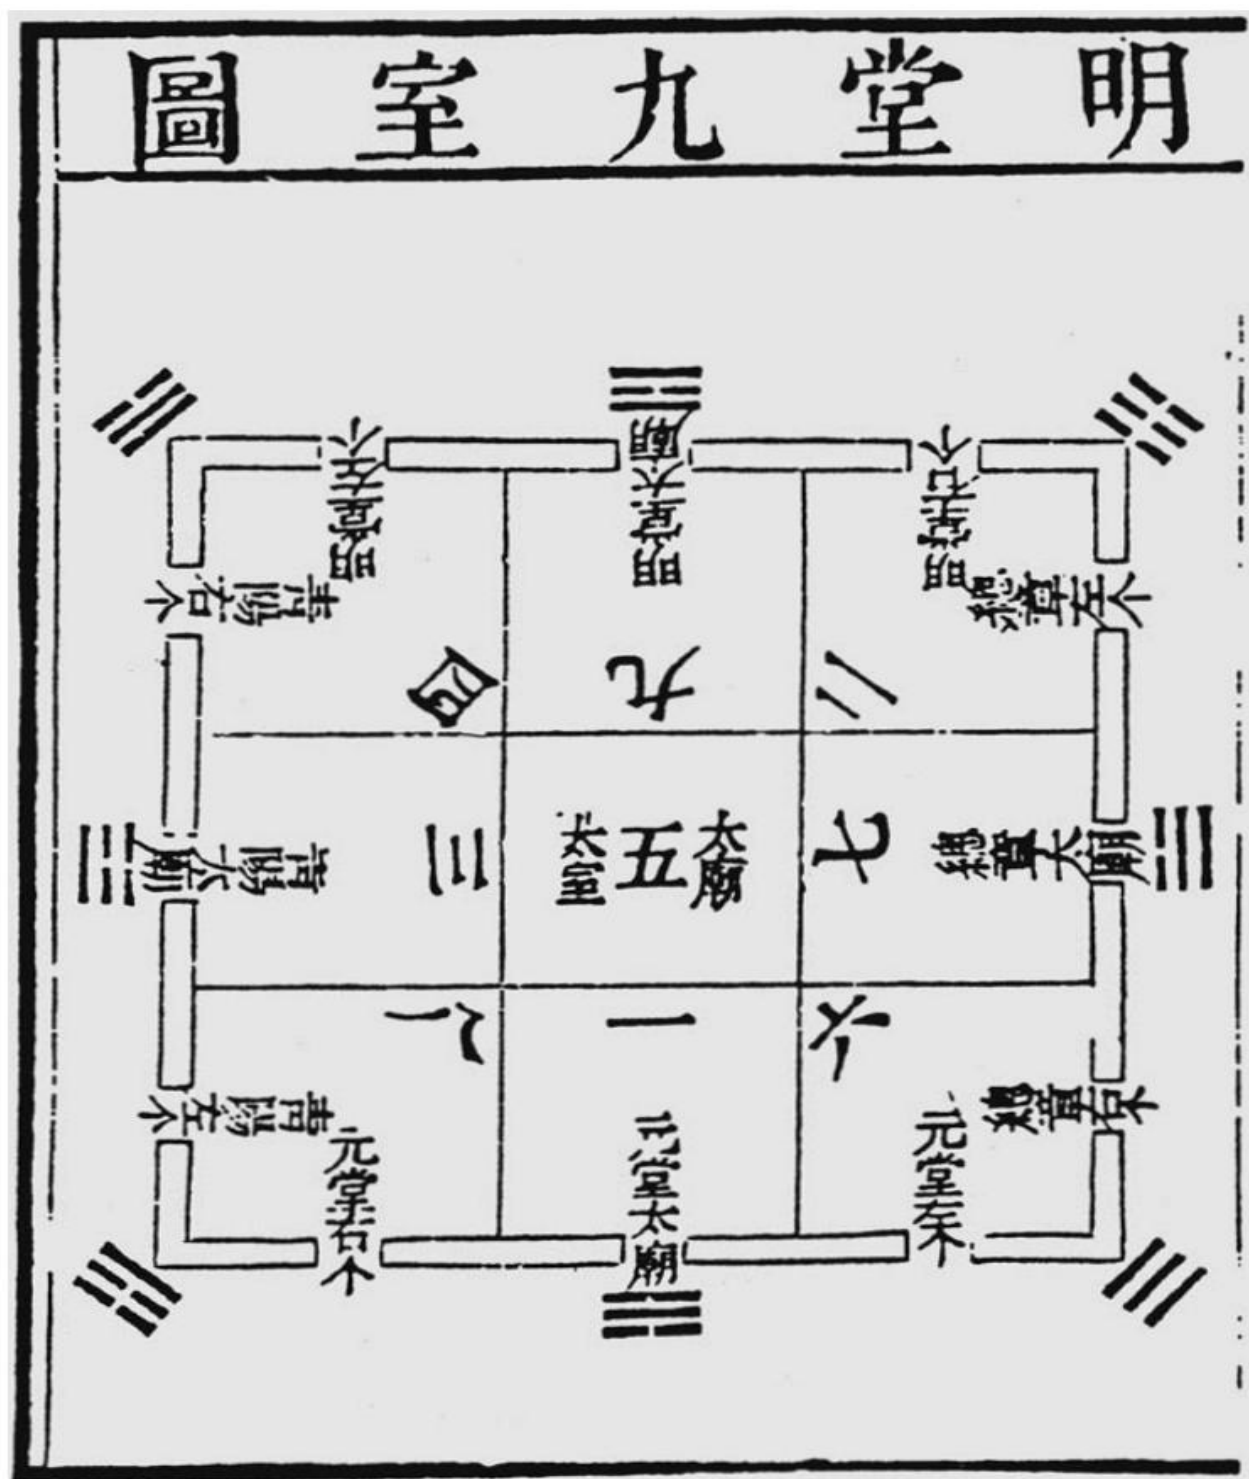 明堂九室圖
明堂右个
明堂太廟
明堂左个
總章左个
青陽右个
二
九
四
總章太廟
七
太廟
五
太室
三
青陽太廟
六
一
八
總章右个
青陽左个
元堂左个
元堂太廟
元堂右个